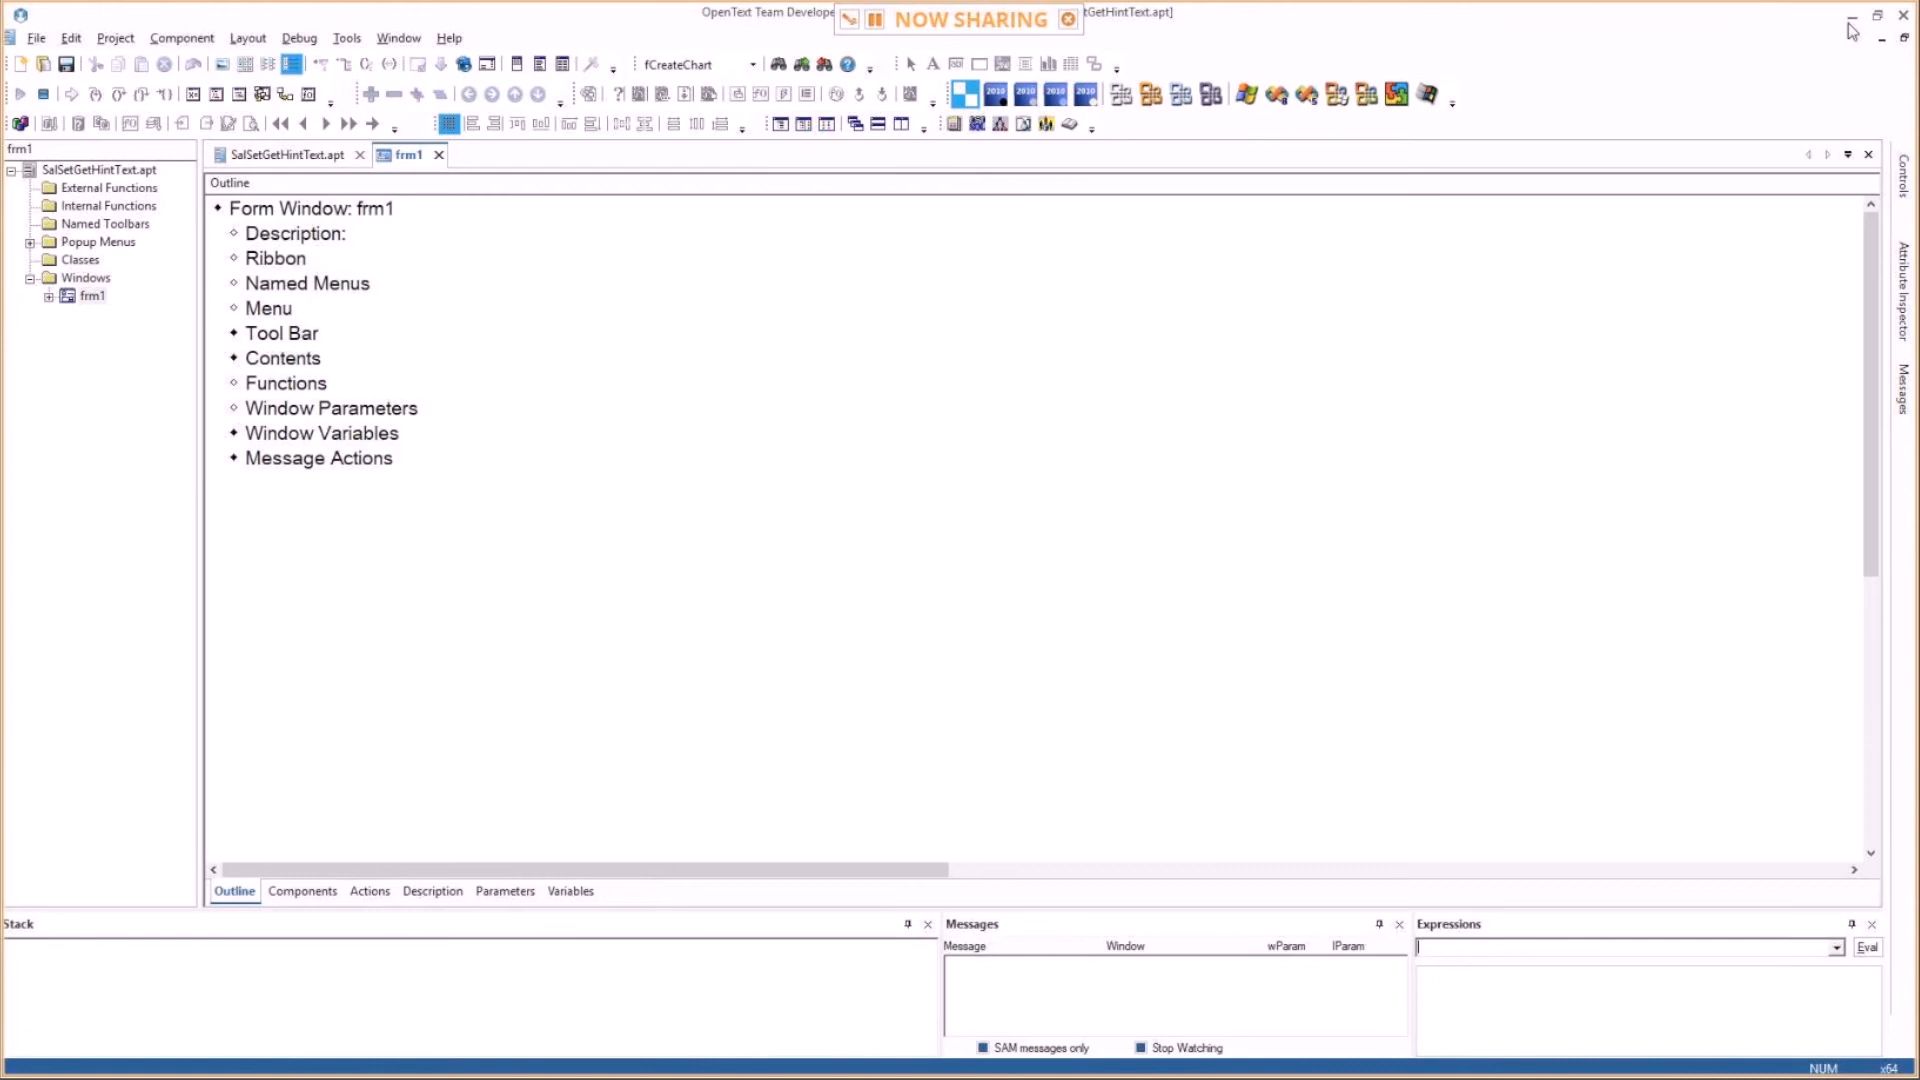 OpenText Team Develope
NOW SHARING
tGetHintText.apt]
File Edit Project Component Layout Debug Tools Window Help
fCreateChart
2010 2010 2010 2010
frm1
SalSetGetHintText.apt
External Functions
Internal Functions
Named Toolbars
Popup Menus
Classes
Windows
frm1
SalSetGetHintText.apt frm1
Outline
Form Window: frm1
Description:
Ribbon
Named Menus
Menu
Tool Bar
Contents
Functions
Window Parameters
Window Variables
Message Actions
Controls
Attribute Inspector
Messages
Outline Components Actions Description Parameters Variables
Stack
Messages
Message Window wParam lParam
SAM messages only Stop Watching
Expressions
Eval
NUM x64